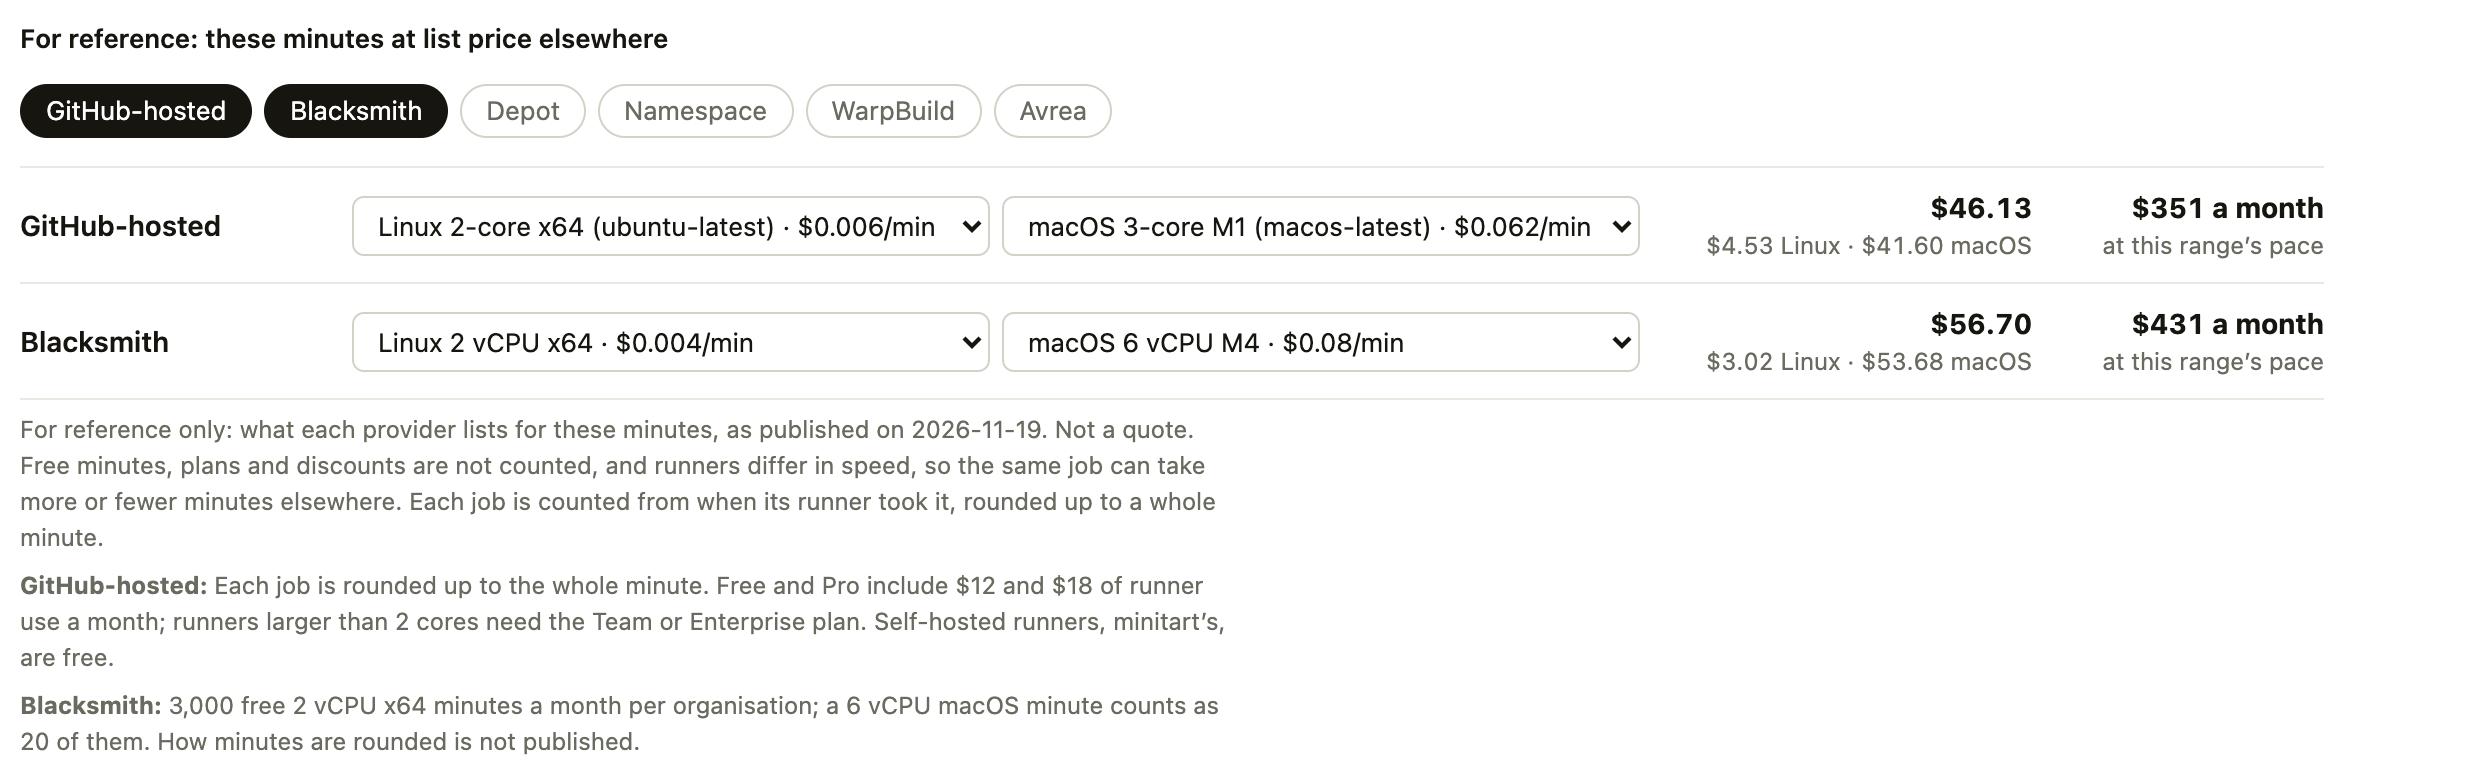 For reference: these minutes at list price elsewhere
GitHub-hosted Blacksmith Depot Namespace WarpBuild Avrea
GitHub-hosted Linux 2-core x64 (ubuntu-latest) · $0.006/min macOS 3-core M1 (macos-latest) · $0.062/min $46.13 $351 a month
$4.53 Linux · $41.60 macOS at this range’s pace
Blacksmith Linux 2 vCPU x64 · $0.004/min macOS 6 vCPU M4 · $0.08/min $56.70 $431 a month
$3.02 Linux · $53.68 macOS at this range’s pace
For reference only: what each provider lists for these minutes, as published on 2026-11-19. Not a quote.
Free minutes, plans and discounts are not counted, and runners differ in speed, so the same job can take
more or fewer minutes elsewhere. Each job is counted from when its runner took it, rounded up to a whole
minute.
GitHub-hosted: Each job is rounded up to the whole minute. Free and Pro include $12 and $18 of runner
use a month; runners larger than 2 cores need the Team or Enterprise plan. Self-hosted runners, minitart’s,
are free.
Blacksmith: 3,000 free 2 vCPU x64 minutes a month per organisation; a 6 vCPU macOS minute counts as
20 of them. How minutes are rounded is not published.